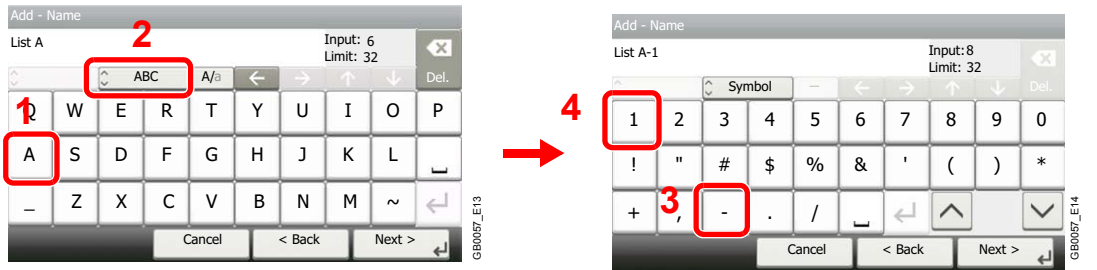 Add - Name
List A
2
Input: 6
Limit: 32
ABC
A/a
Del.
1
Q W E R T Y U I O P
A S D F G H J K L
_ Z X C V B N M ~
Cancel
< Back
Next >
GB0057_E13
Add - Name
List A-1
Input:8
Limit: 32
Symbol
Del.
4
1 2 3 4 5 6 7 8 9 0
! " # $ % & ' ( ) *
3
+ , - . /
Cancel
< Back
Next >
GB0057_E14